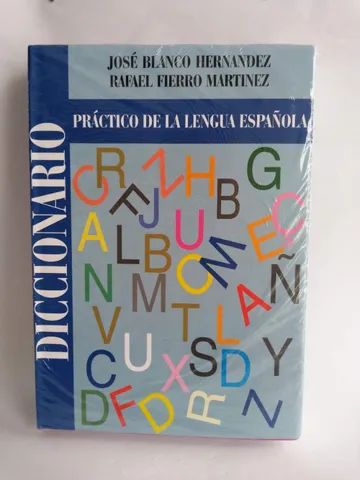 JOSÉ BLANCO HERNANDEZ
RAFAEL FIERRO MARTINEZ
DICCIONARIO
PRÁCTICO DE LA LENGUA ESPAÑOLA
C R F J N Z H B G
A L B U C M E C
N M T L A Ñ
V C U X S D Y
D F D R N